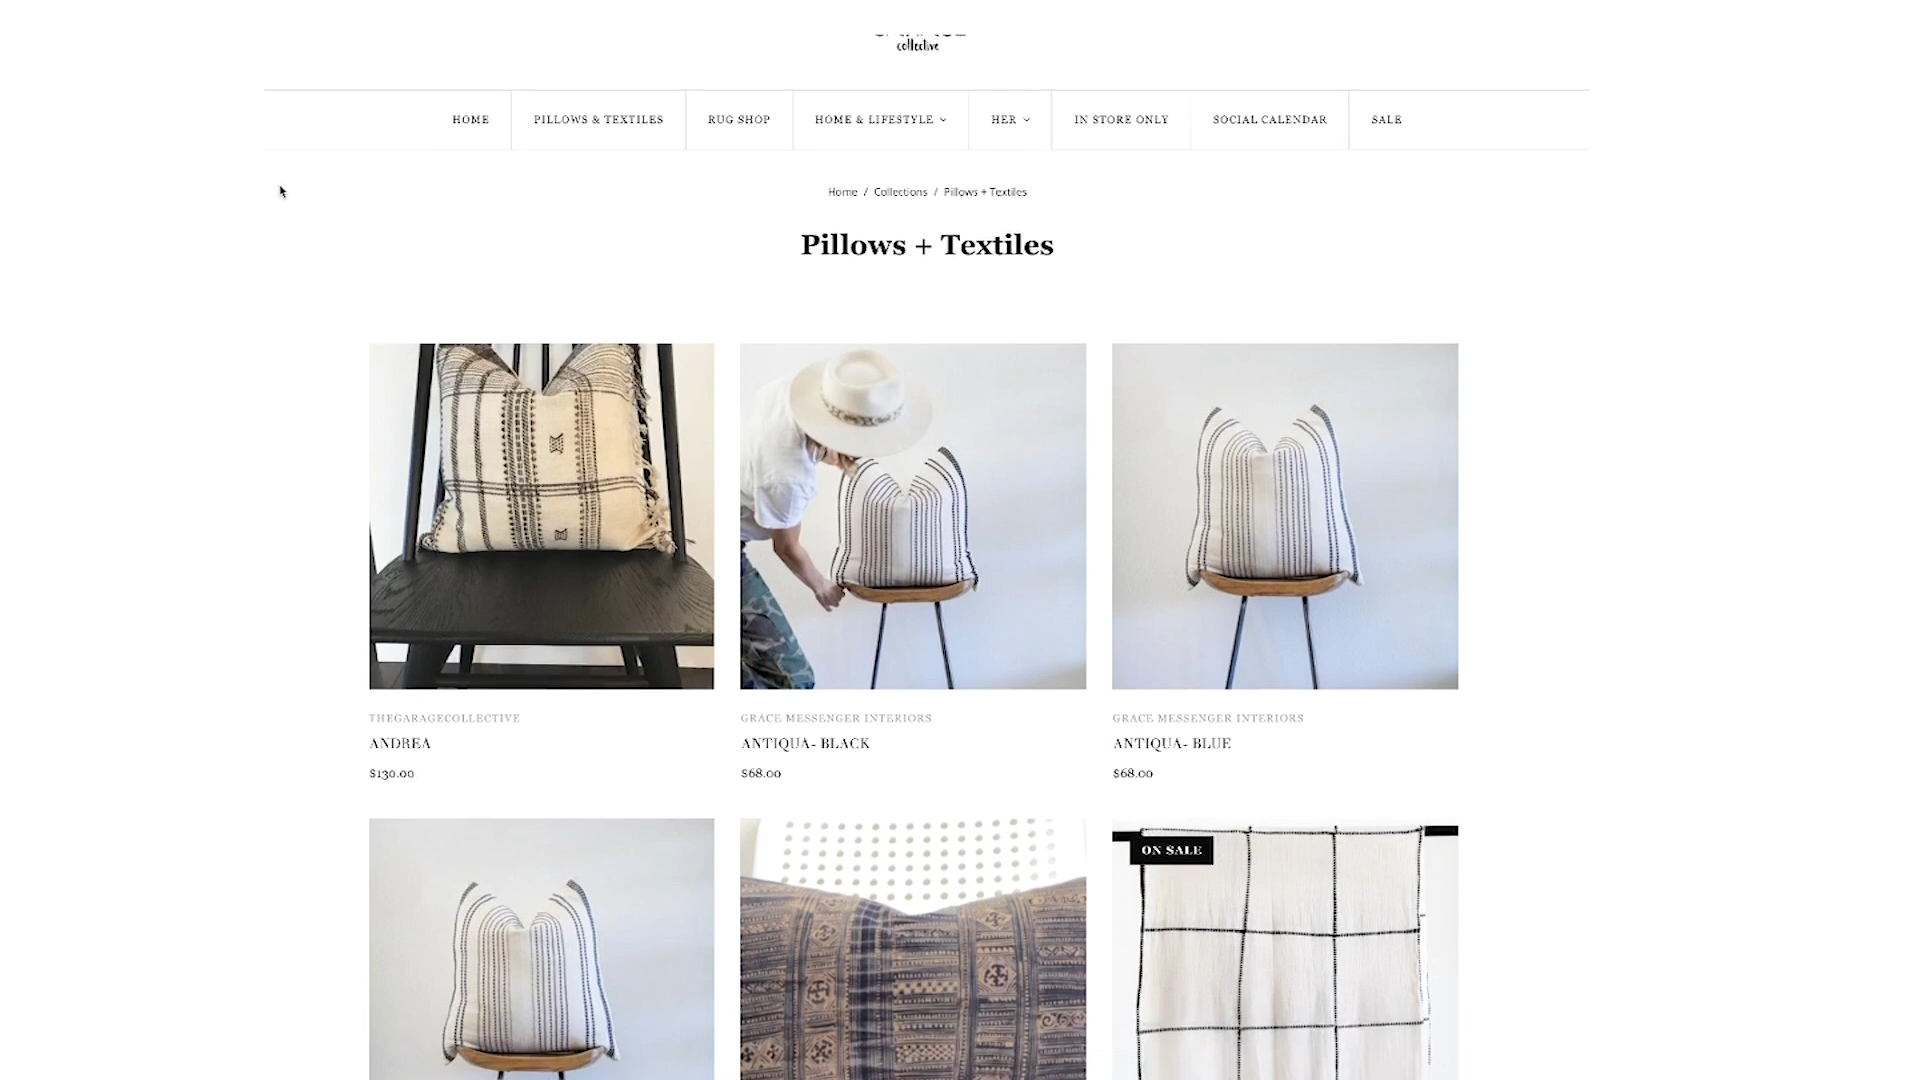 collective
HOME PILLOWS & TEXTILES RUG SHOP HOME & LIFESTYLE HER IN STORE ONLY SOCIAL CALENDAR SALE
Home / Collections / Pillows + Textiles
Pillows + Textiles
THEGARAGECOLLECTIVE
ANDREA
$130.00
GRACE MESSENGER INTERIORS
ANTIQUA- BLACK
$68.00
GRACE MESSENGER INTERIORS
ANTIQUA- BLUE
$68.00
ON SALE